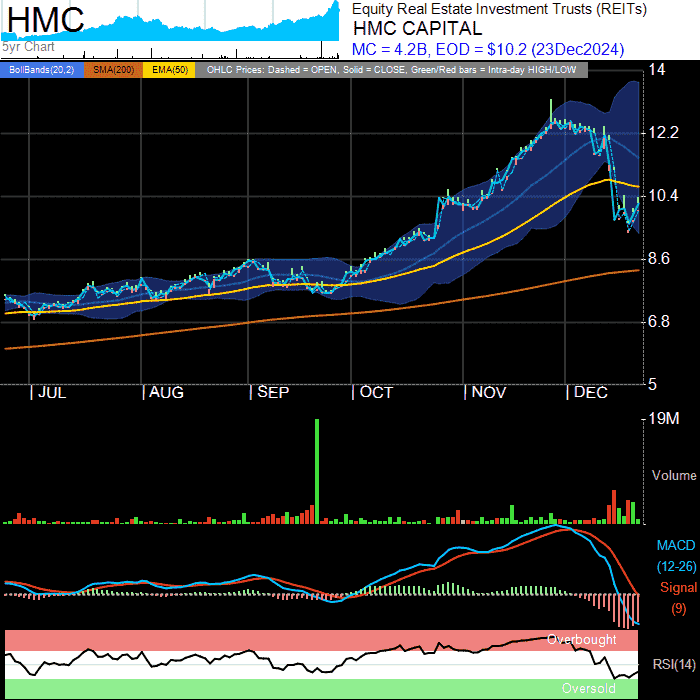 HMC
5yr Chart
Equity Real Estate Investment Trusts (REITs)
HMC CAPITAL
MC = 4.2B, EOD = $10.2 (23Dec2024)
BollBands(20,2) SMA(200) EMA(50) OHLC Prices: Dashed = OPEN, Solid = CLOSE, Green/Red bars = Intra-day HIGH/LOW
14
12.2
10.4
8.6
6.8
5
JUL AUG SEP OCT NOV DEC
19M
Volume
MACD
(12-26)
Signal
(9)
Overbought
RSI(14)
Oversold